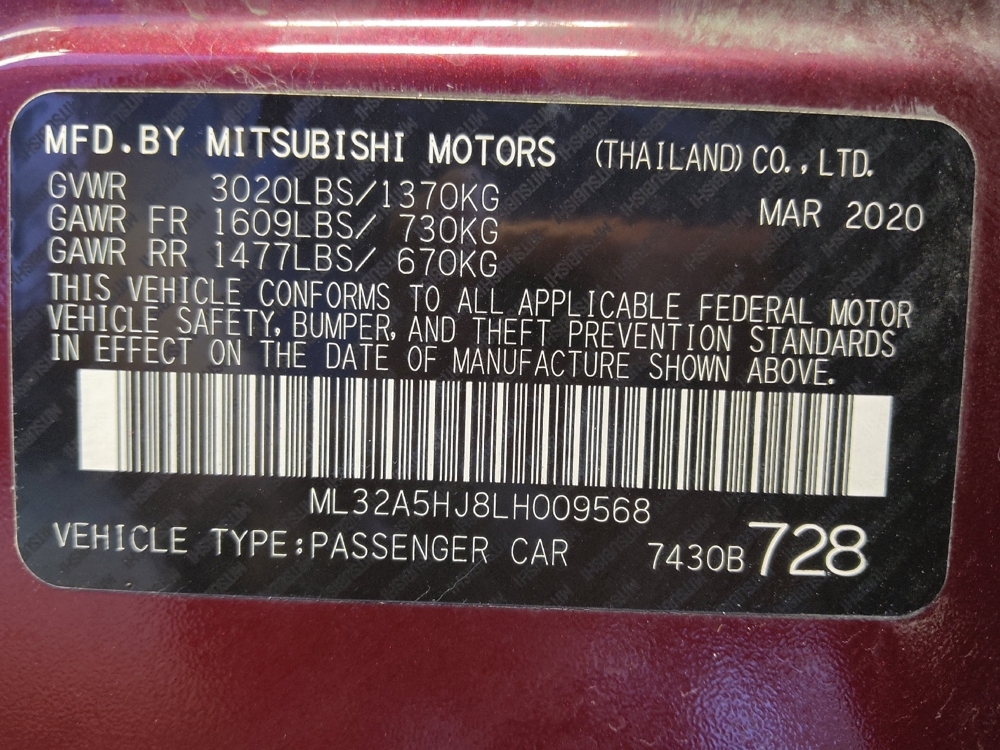 MFD.BY MITSUBISHI MOTORS (THAILAND) CO., LTD.
GVWR 3020LBS/1370KG
MAR 2020
GAWR FR 1609LBS/ 730KG
GAWR RR 1477LBS/ 670KG
THIS VEHICLE CONFORMS TO ALL APPLICABLE FEDERAL MOTOR
VEHICLE SAFETY, BUMPER, AND THEFT PREVENTION STANDARDS
IN EFFECT ON THE DATE OF MANUFACTURE SHOWN ABOVE.
ML32A5HJ8LH009568
VEHICLE TYPE:PASSENGER CAR 7430B 728